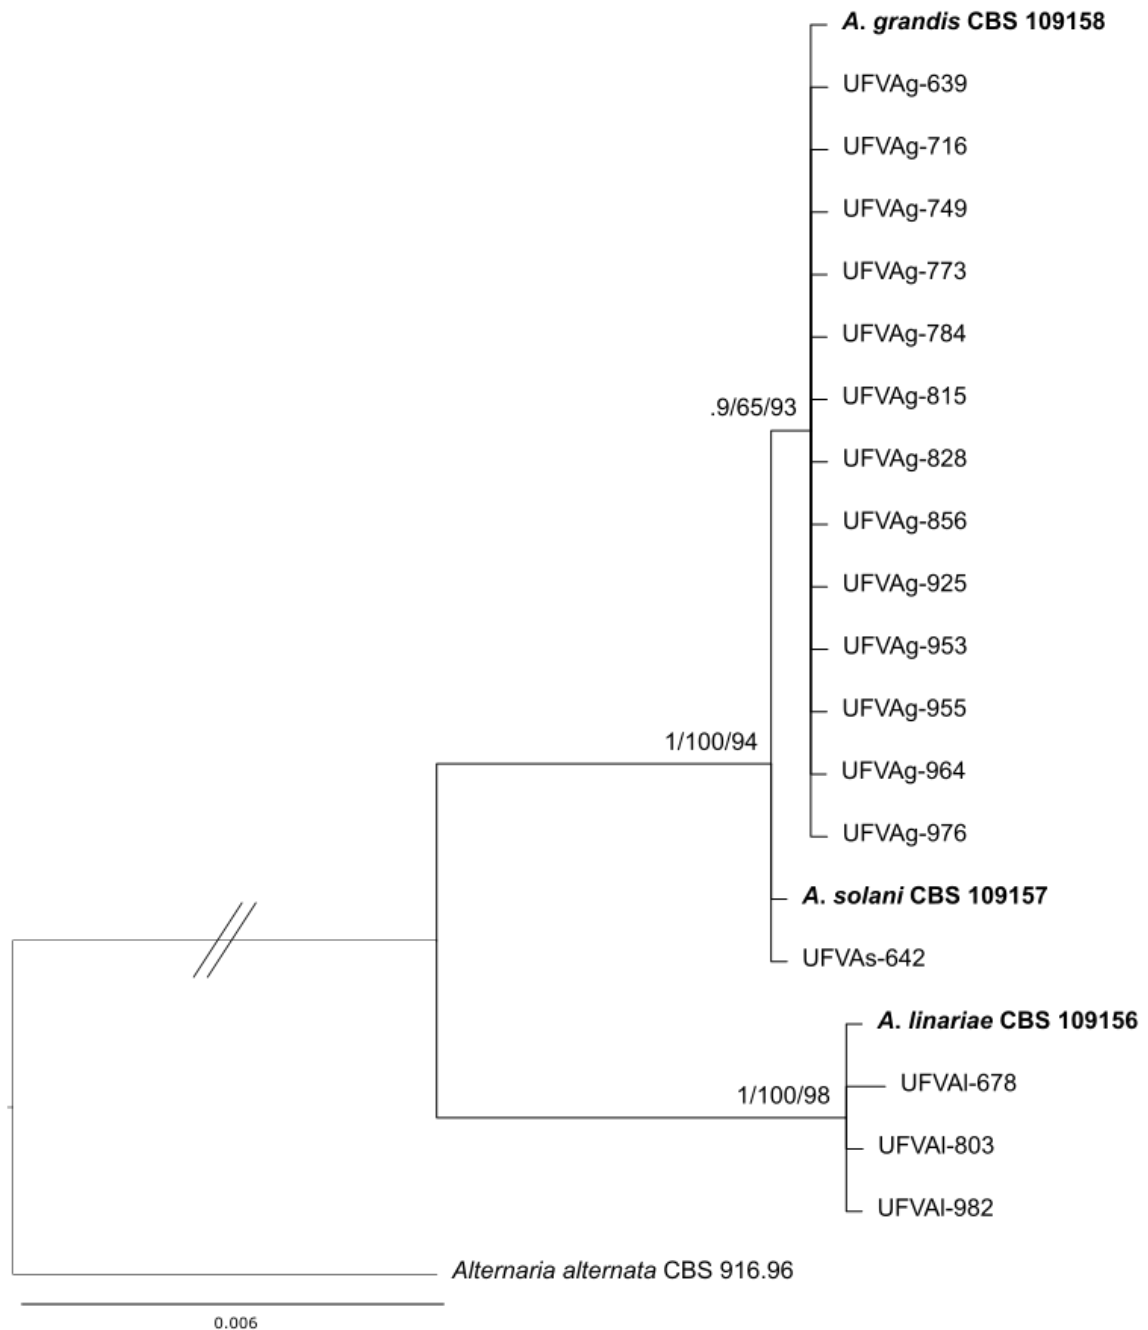 A. grandis CBS 109158
UFVAg-639
UFVAg-716
UFVAg-749
UFVAg-773
UFVAg-784
UFVAg-815
.9/65/93
UFVAg-828
UFVAg-856
UFVAg-925
UFVAg-953
UFVAg-955
1/100/94
UFVAg-964
UFVAg-976
A. solani CBS 109157
UFVAs-642
A. linariae CBS 109156
UFVAl-678
1/100/98
UFVAl-803
UFVAl-982
Alternaria alternata CBS 916.96
0.006